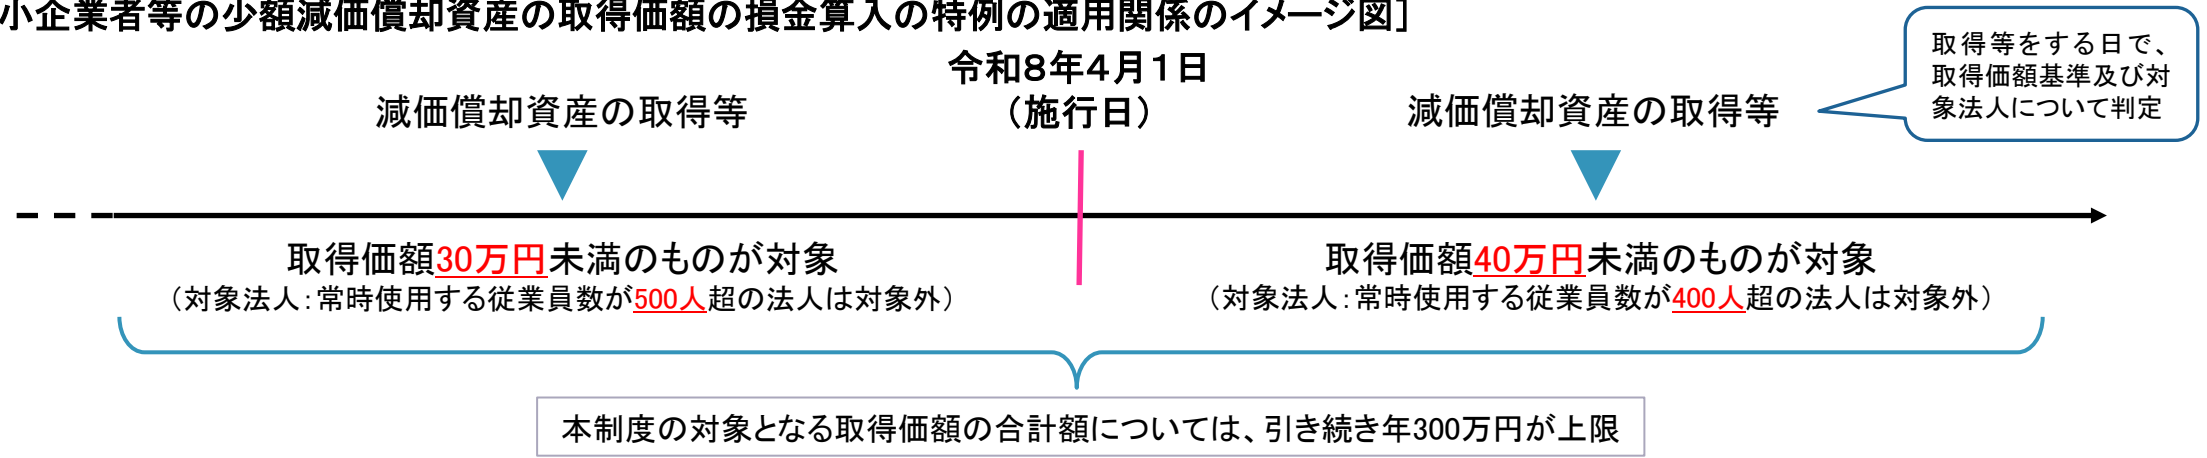 小企業者等の少額減価償却資産の取得価額の損金算入の特例の適用関係のイメージ図］
令和８年４月１日
（施行日）
減価償却資産の取得等
減価償却資産の取得等
取得等をする日で、
取得価額基準及び対
象法人について判定
取得価額30万円未満のものが対象
（対象法人：常時使用する従業員数が500人超の法人は対象外）
取得価額40万円未満のものが対象
（対象法人：常時使用する従業員数が400人超の法人は対象外）
本制度の対象となる取得価額の合計額については、引き続き年300万円が上限